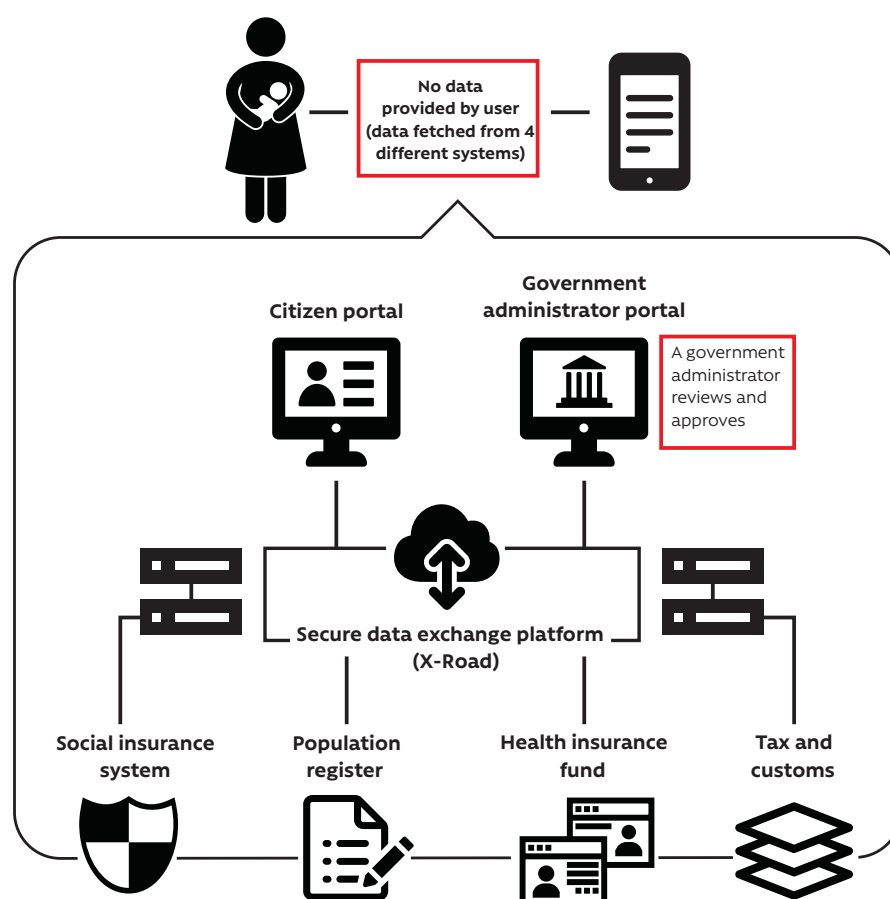 No data
provided by user
(data fetched from 4
different systems)
Citizen portal
Government
administrator portal
A government
administrator
reviews and
approves
Secure data exchange platform
(X-Road)
Social insurance
system
Population
register
Health insurance
fund
Tax and
customs